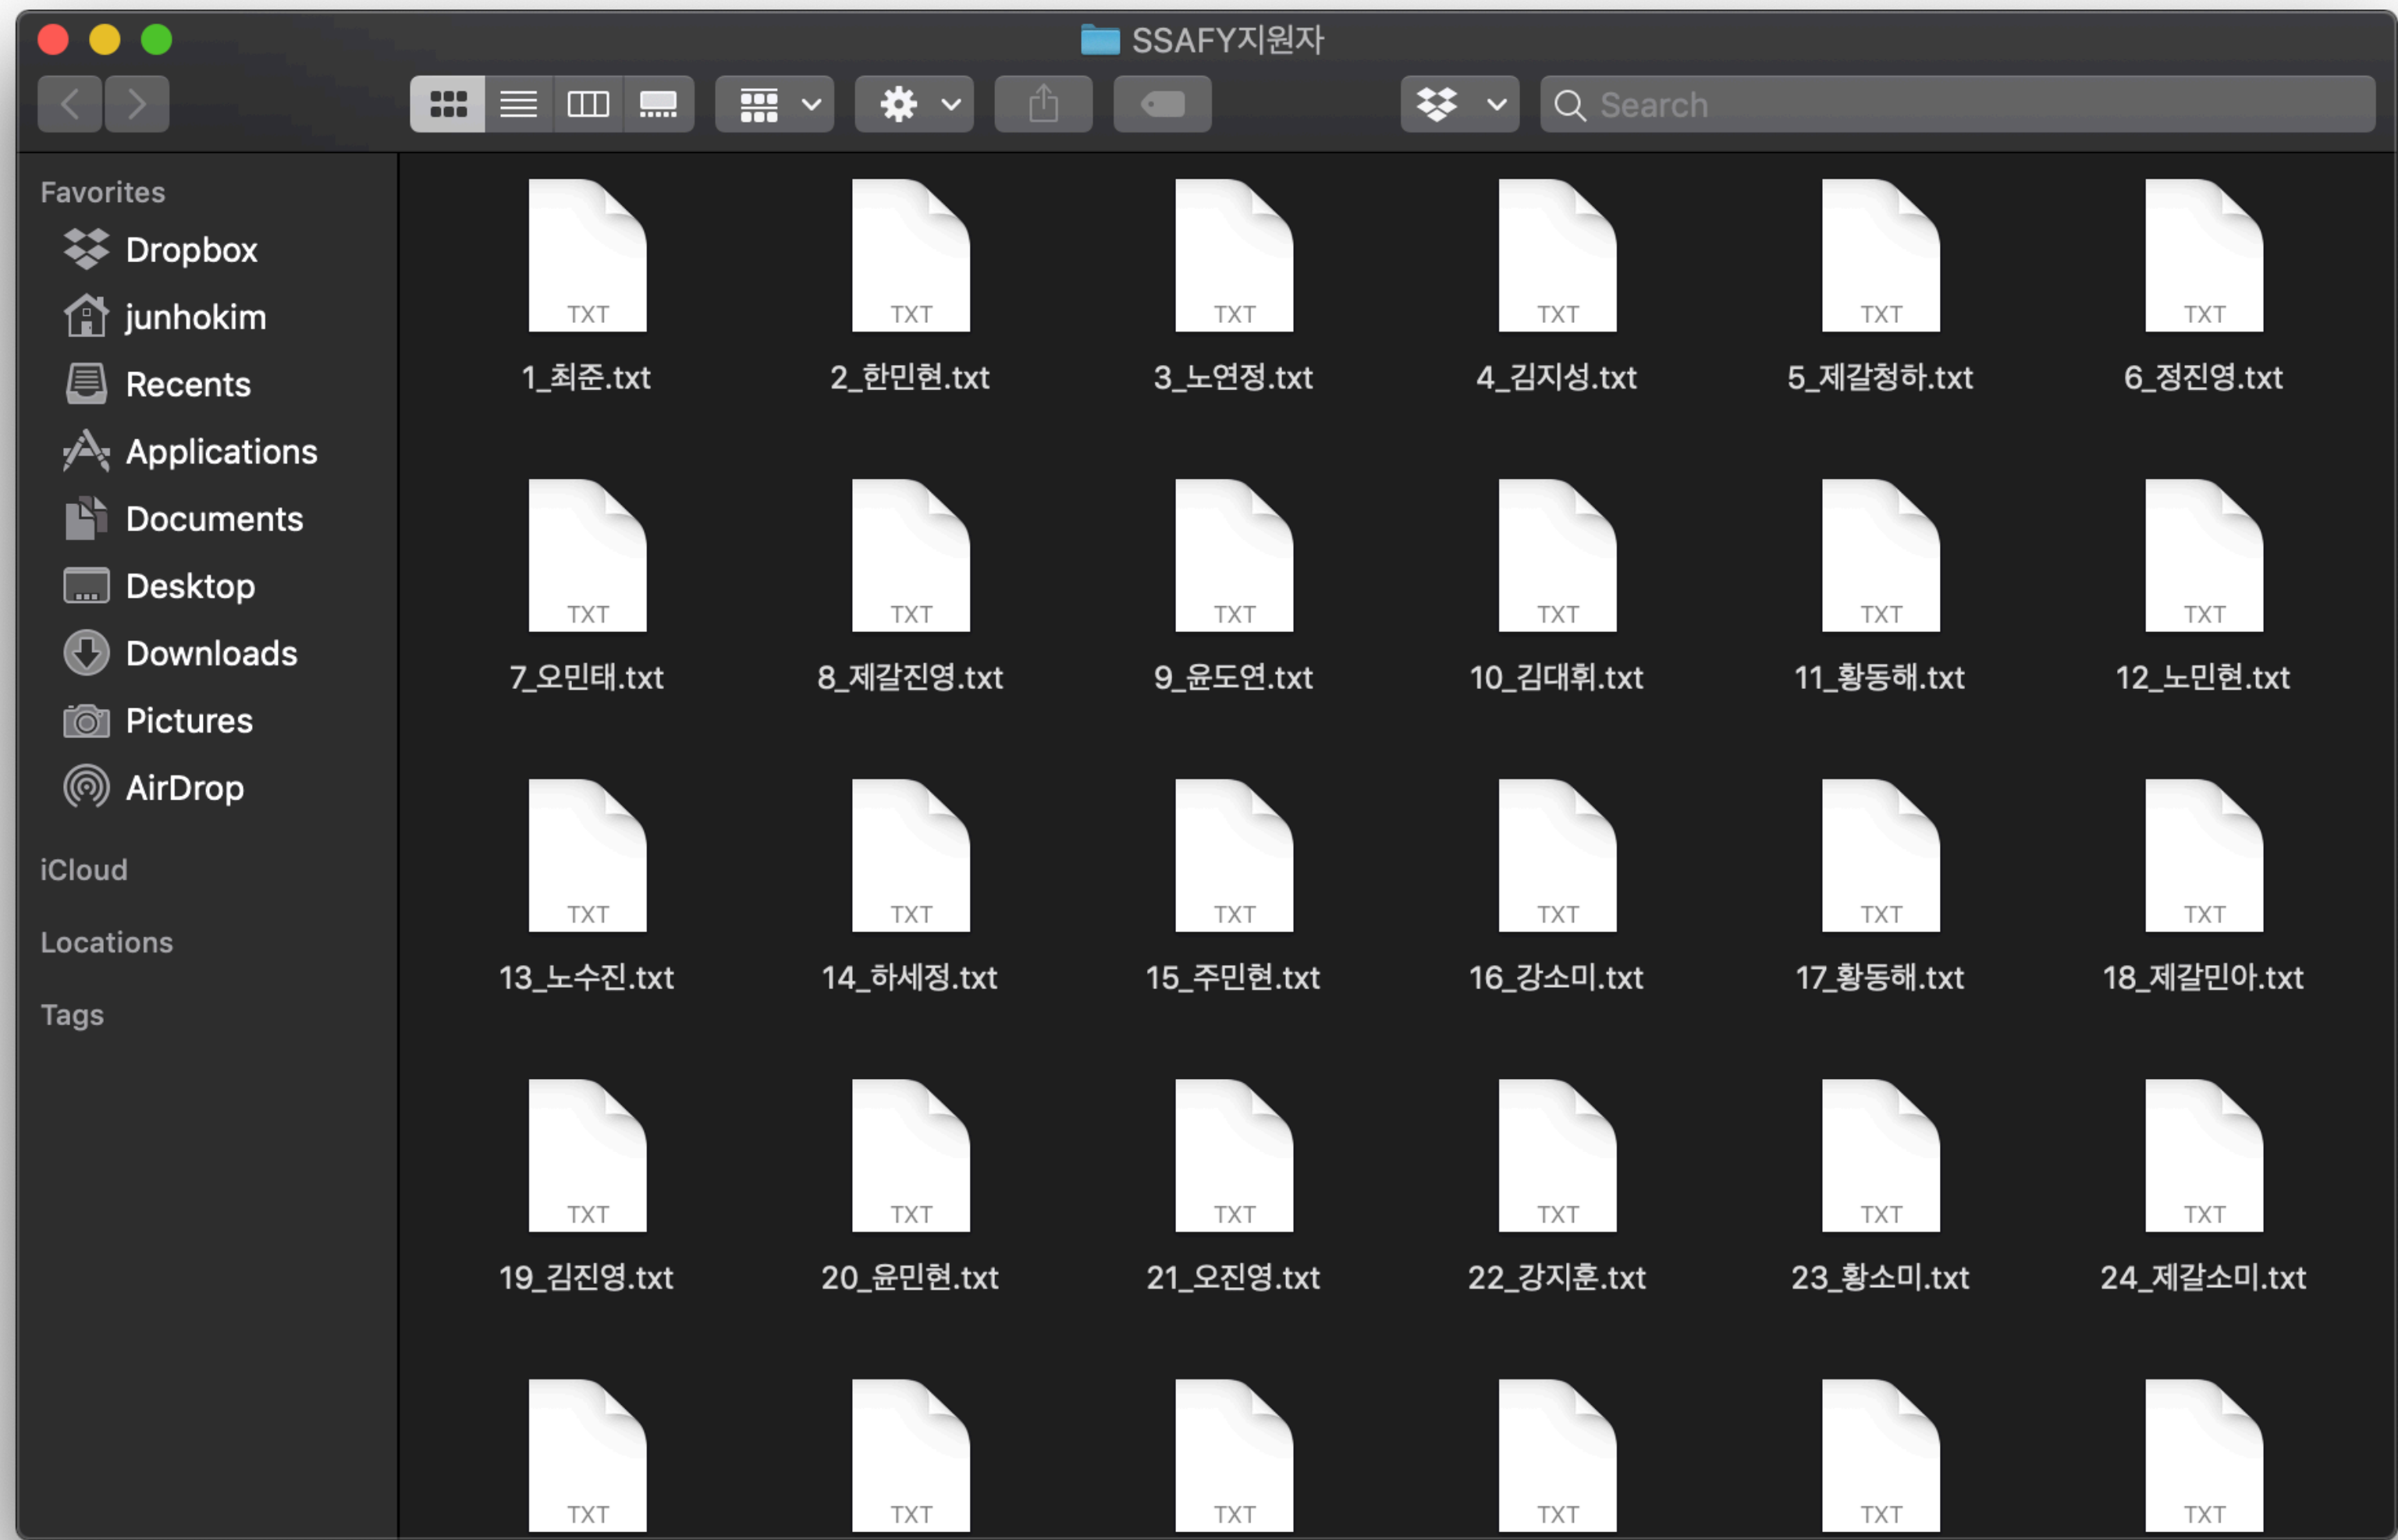 SSAFY지원자
Search
Favorites
Dropbox
junhokim
Recents
Applications
Documents
Desktop
Downloads
Pictures
AirDrop
iCloud
Locations
Tags
TXT TXT TXT TXT TXT TXT
1_최준.txt 2_한민현.txt 3_노연정.txt 4_김지성.txt 5_제갈청하.txt 6_정진영.txt
TXT TXT TXT TXT TXT TXT
7_오민태.txt 8_제갈진영.txt 9_윤도연.txt 10_김대휘.txt 11_황동해.txt 12_노민현.txt
TXT TXT TXT TXT TXT TXT
13_노수진.txt 14_하세정.txt 15_주민현.txt 16_강소미.txt 17_황동해.txt 18_제갈민아.txt
TXT TXT TXT TXT TXT TXT
19_김진영.txt 20_윤민현.txt 21_오진영.txt 22_강지훈.txt 23_황소미.txt 24_제갈소미.txt
TXT TXT TXT TXT TXT TXT